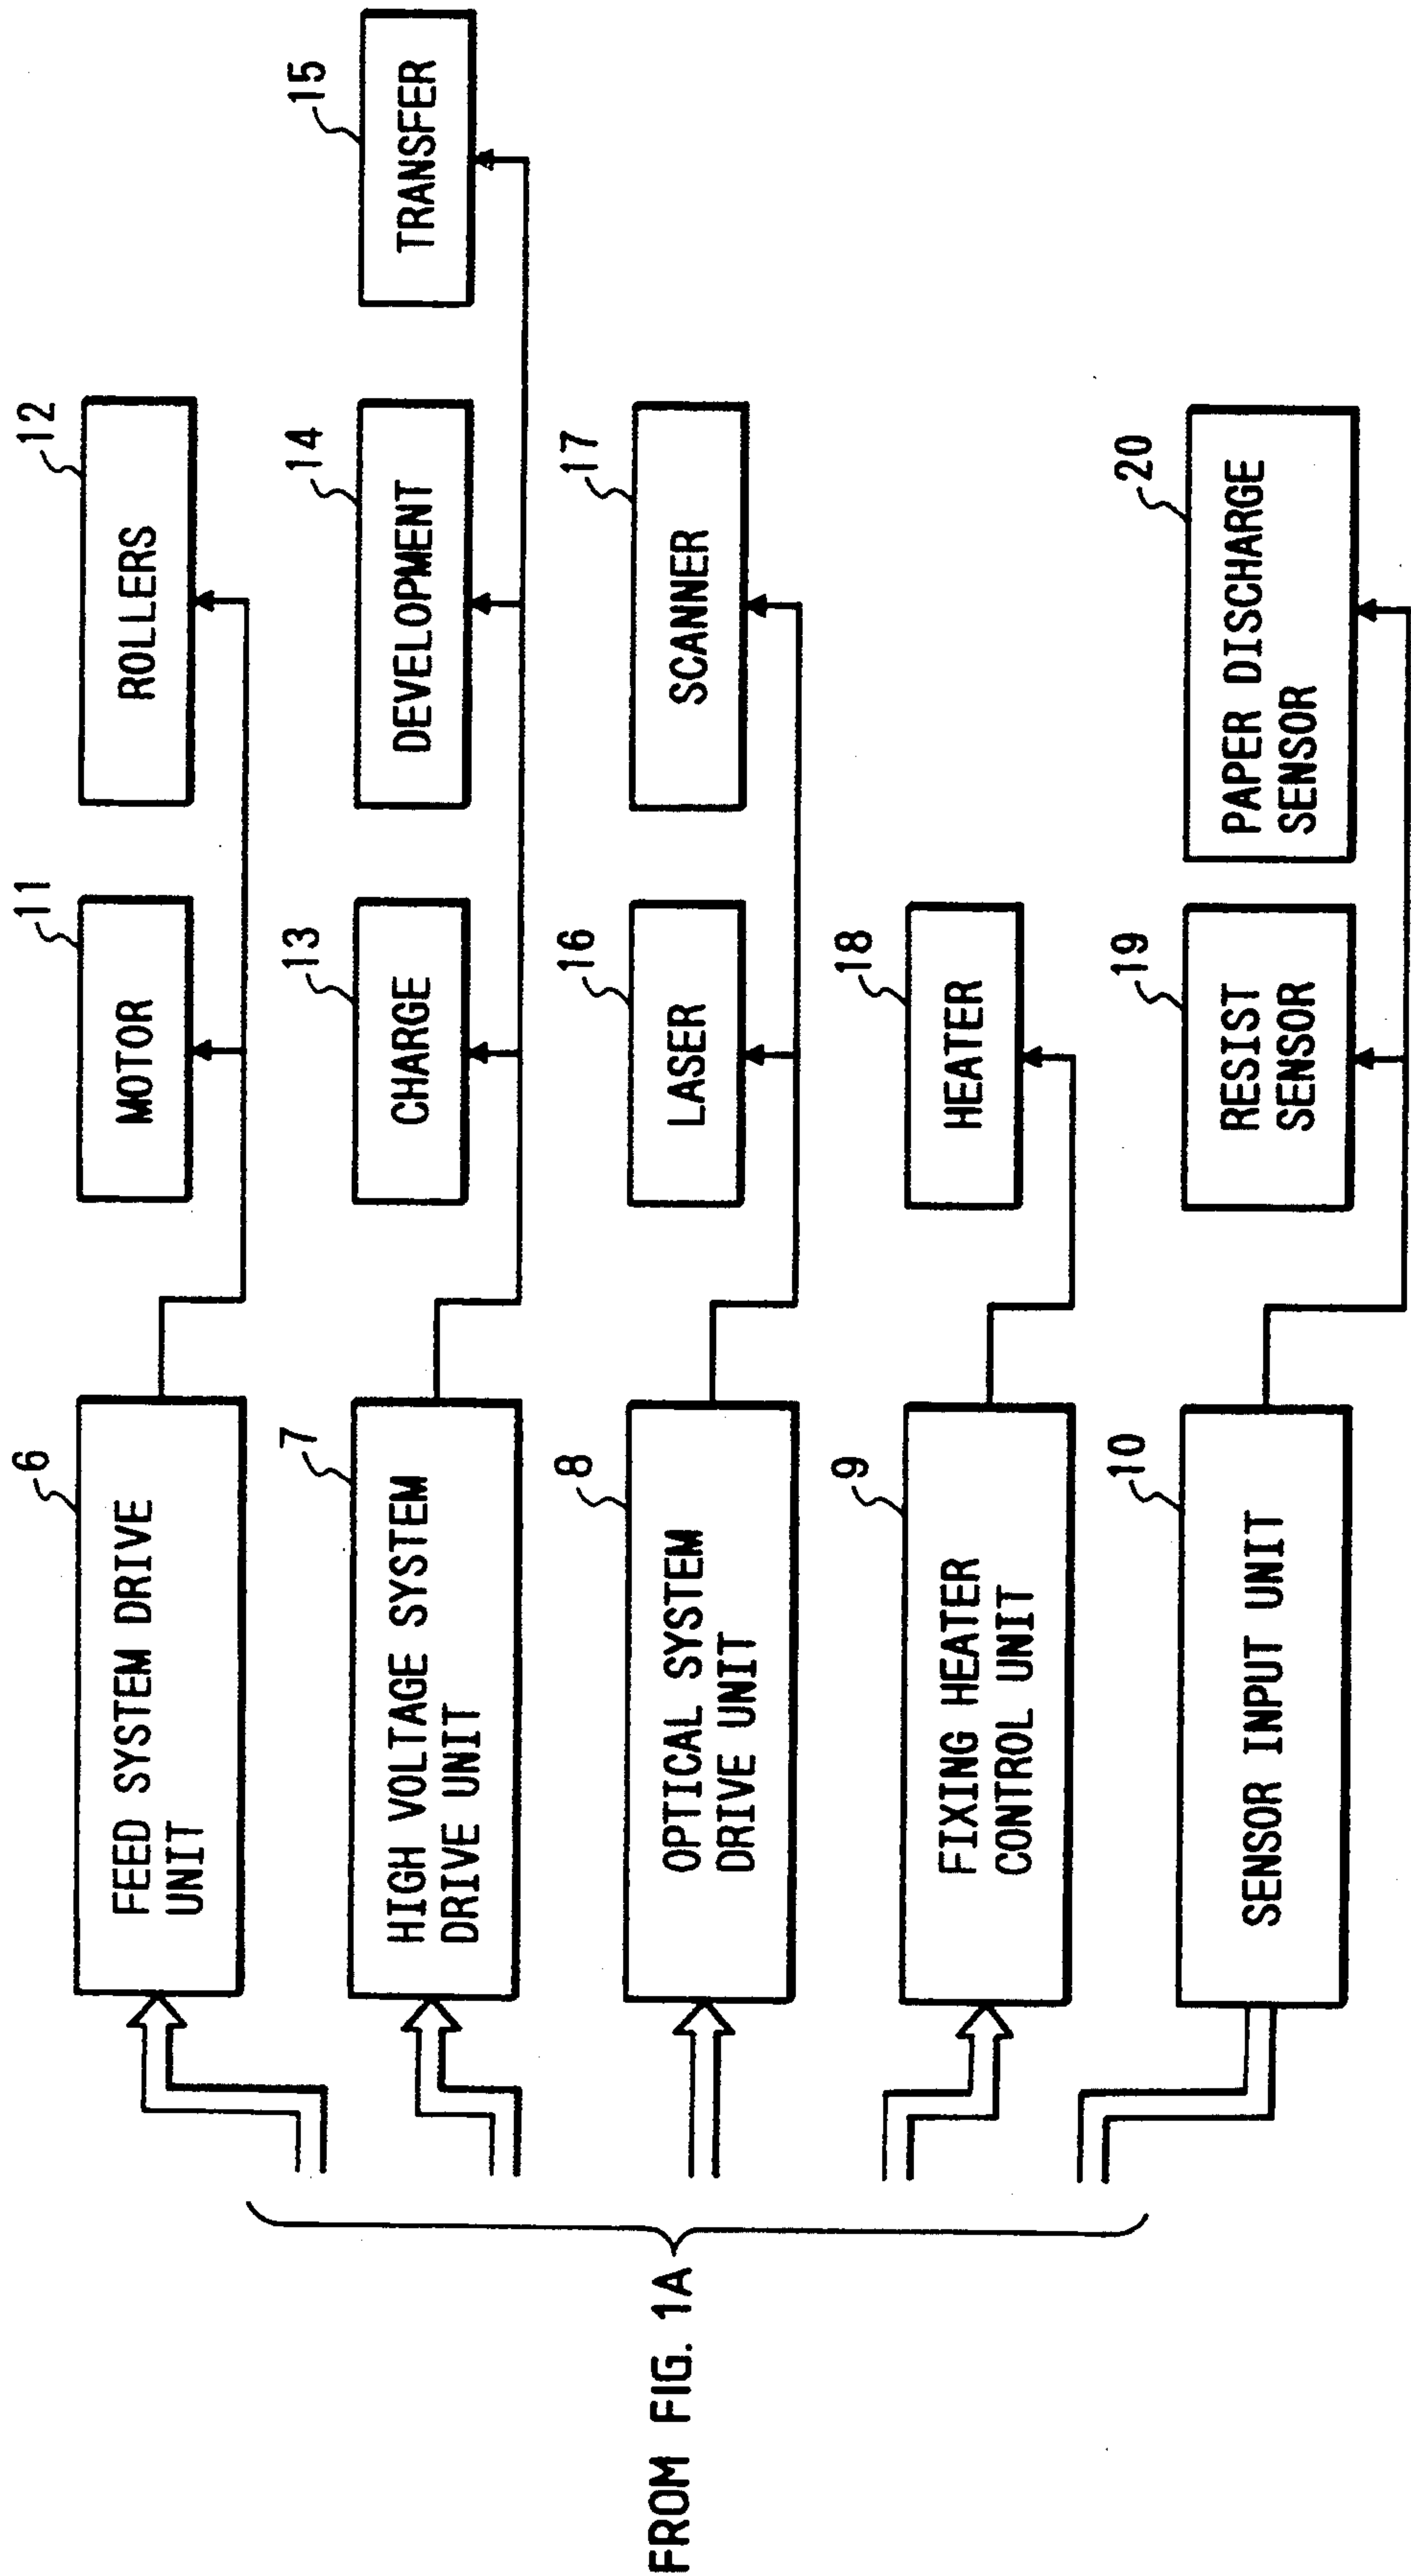 FROM FIG. 1A
6
FEED SYSTEM DRIVE
UNIT
11
MOTOR
12
ROLLERS
7
HIGH VOLTAGE SYSTEM
DRIVE UNIT
13
CHARGE
14
DEVELOPMENT
15
TRANSFER
8
OPTICAL SYSTEM
DRIVE UNIT
16
LASER
17
SCANNER
9
FIXING HEATER
CONTROL UNIT
18
HEATER
10
SENSOR INPUT UNIT
19
RESIST
SENSOR
20
PAPER DISCHARGE
SENSOR